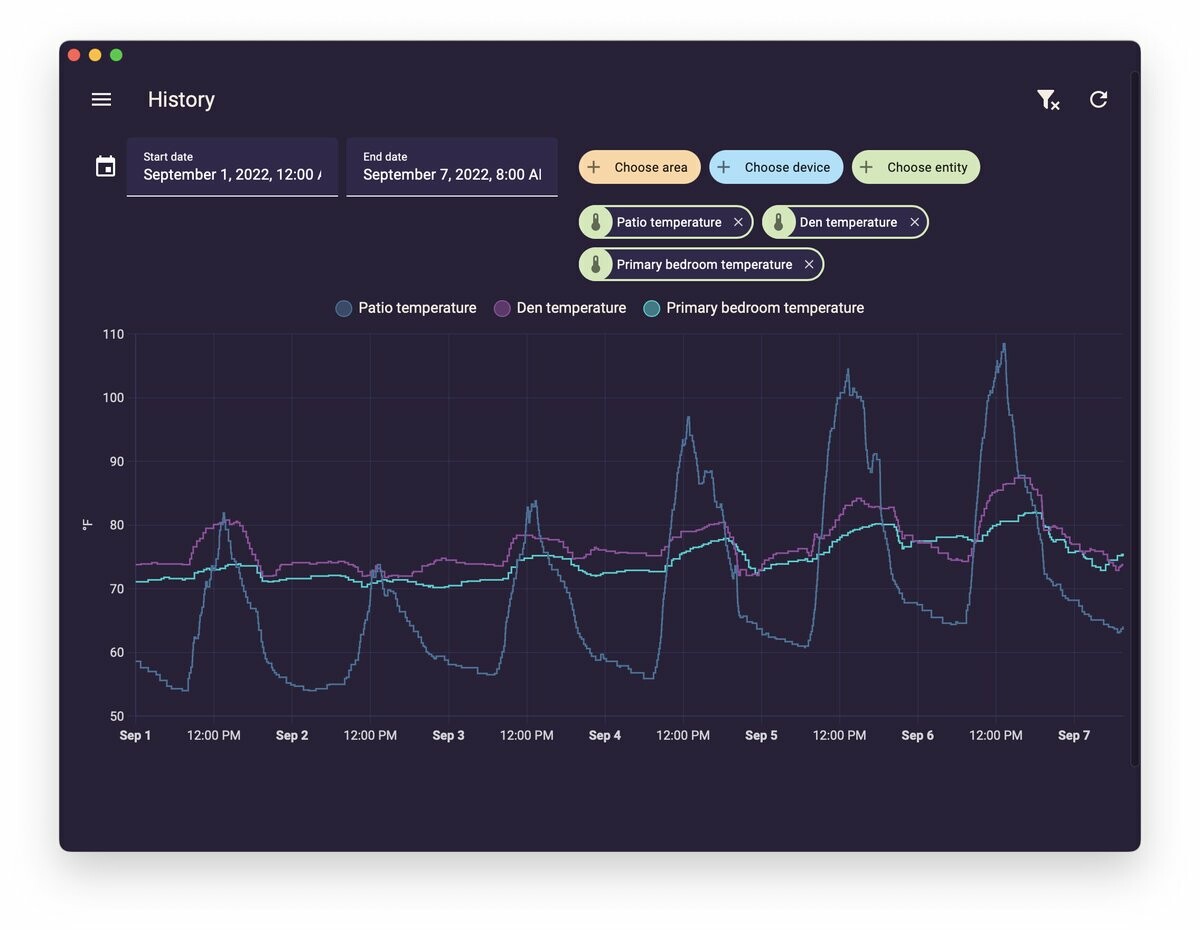 History
Start date
September 1, 2022, 12:00
End date
September 7, 2022, 8:00 AM
Choose area
Choose device
Choose entity
Patio temperature
Den temperature
Primary bedroom temperature
Patio temperature
Den temperature
Primary bedroom temperature
110
100
90
80
70
60
50
°F
Sep 1
12:00 PM
Sep 2
12:00 PM
Sep 3
12:00 PM
Sep 4
12:00 PM
Sep 5
12:00 PM
Sep 6
12:00 PM
Sep 7